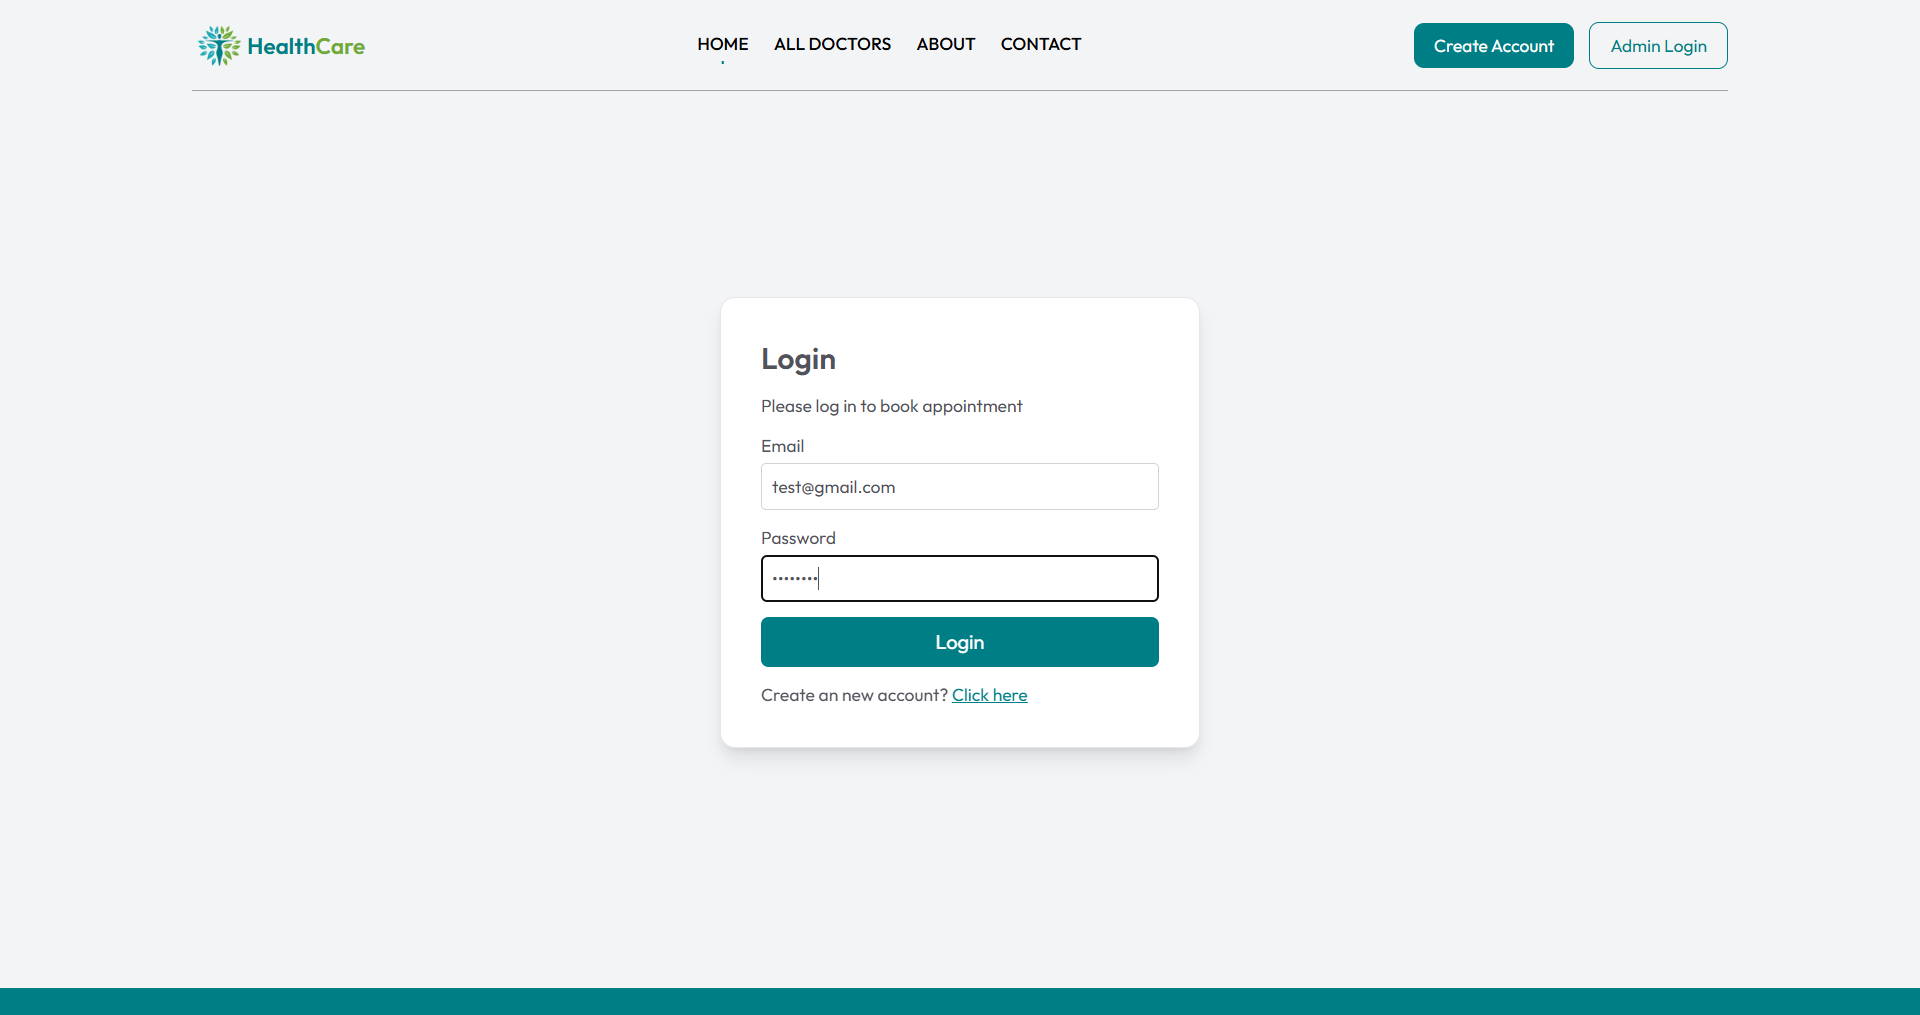 HealthCare
HOME ALL DOCTORS ABOUT CONTACT
Create Account Admin Login
Login
Please log in to book appointment
Email
test@gmail.com
Password
••••••••
Login
Create an new account? Click here